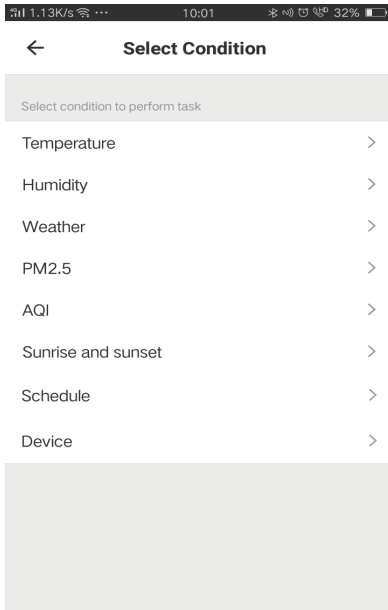 1.13K/s ··· 10:01 32%
Select Condition
Select condition to perform task
Temperature
Humidity
Weather
PM2.5
AQI
Sunrise and sunset
Schedule
Device